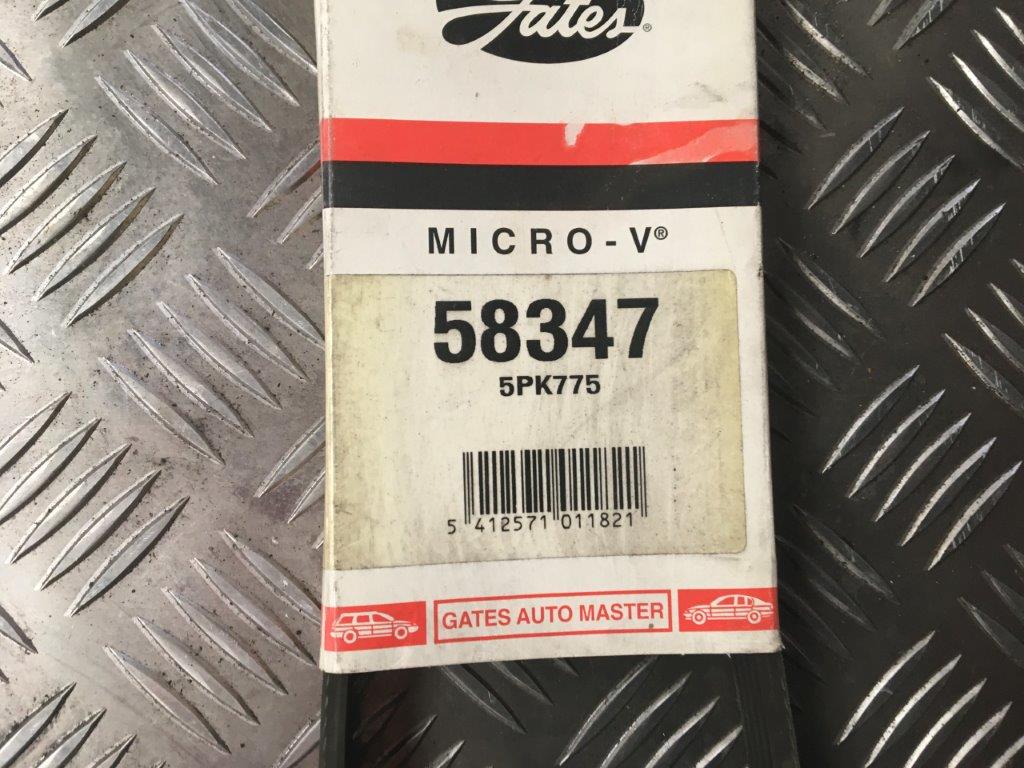 Gates®
MICRO-V®
58347
5PK775
5 412571 011821
GATES AUTO MASTER